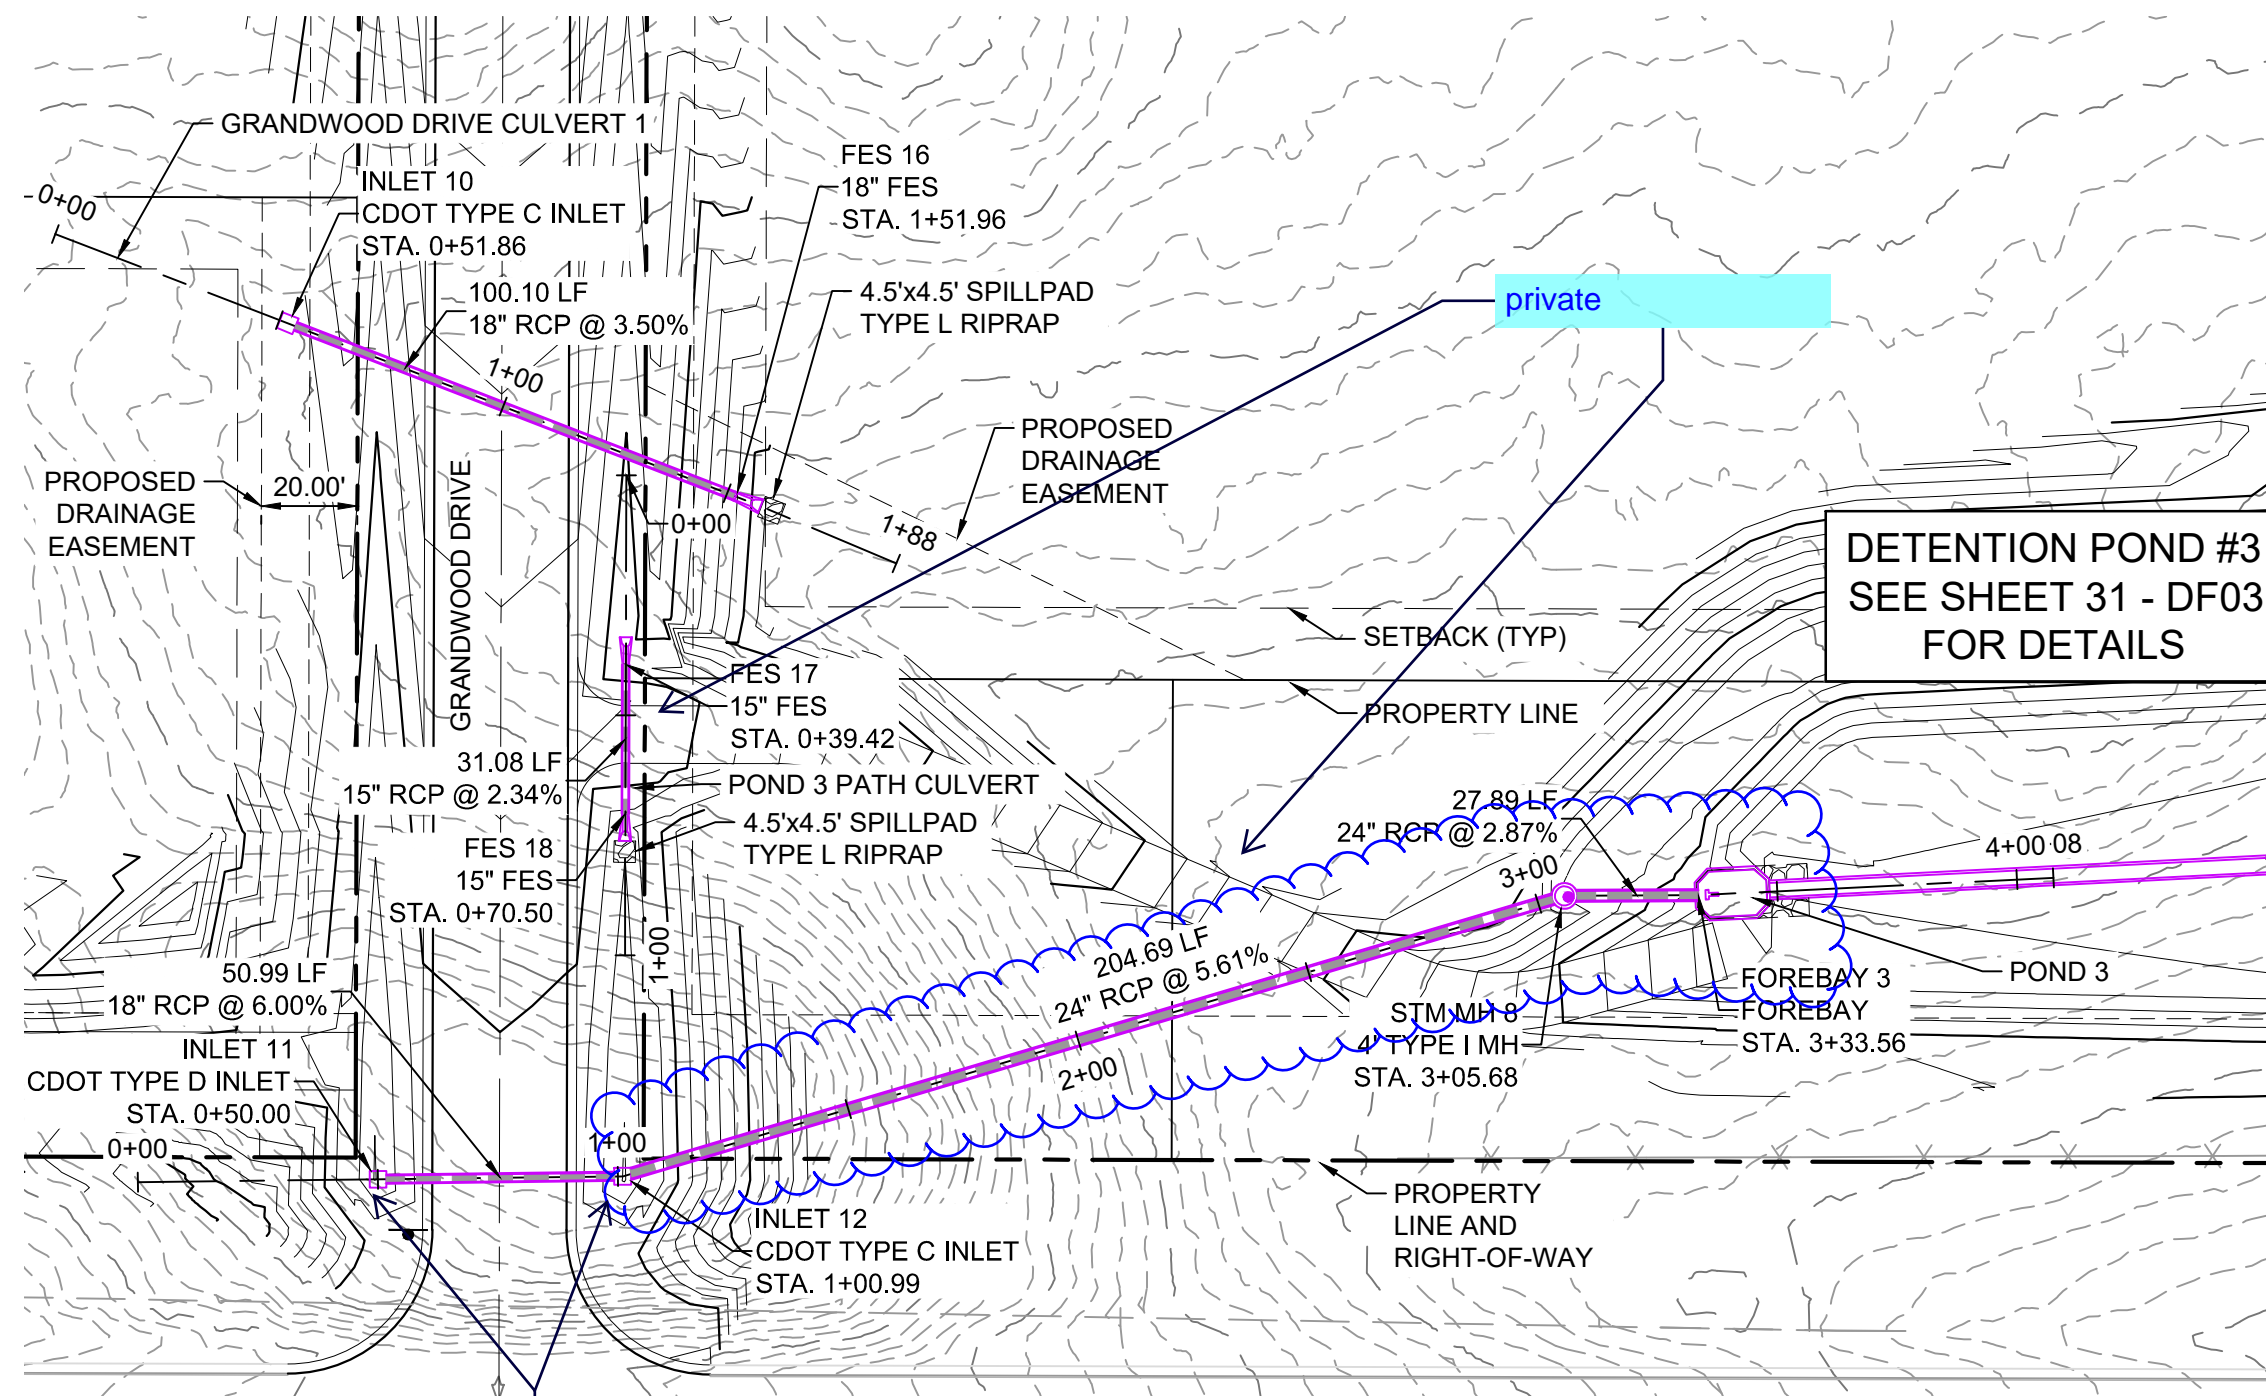 GRANDWOOD DRIVE CULVERT 1
0+00
INLET 10
CDOT TYPE C INLET
STA. 0+51.86
100.10 LF
18" RCP @ 3.50%
1+00
FES 16
18" FES
STA. 1+51.96
4.5'x4.5' SPILLPAD
TYPE L RIPRAP
private
PROPOSED
DRAINAGE
EASEMENT
20.00'
GRANDWOOD DRIVE
0+00
1+88
PROPOSED
DRAINAGE
EASEMENT
DETENTION POND #3
SEE SHEET 31 - DF03
FOR DETAILS
SETBACK (TYP)
PROPERTY LINE
FES 17
15" FES
STA. 0+39.42
31.08 LF
15" RCP @ 2.34%
POND 3 PATH CULVERT
4.5'x4.5' SPILLPAD
TYPE L RIPRAP
FES 18
15" FES
STA. 0+70.50
1+00
27.89 LF
24" RCP @ 2.87%
3+00
4+00
08
50.99 LF
18" RCP @ 6.00%
204.69 LF
24" RCP @ 5.61%
2+00
STM MH 8
4' TYPE I MH
STA. 3+05.68
FOREBAY 3
FOREBAY
STA. 3+33.56
POND 3
INLET 11
CDOT TYPE D INLET
STA. 0+50.00
0+00
1+00
INLET 12
CDOT TYPE C INLET
STA. 1+00.99
PROPERTY
LINE AND
RIGHT-OF-WAY